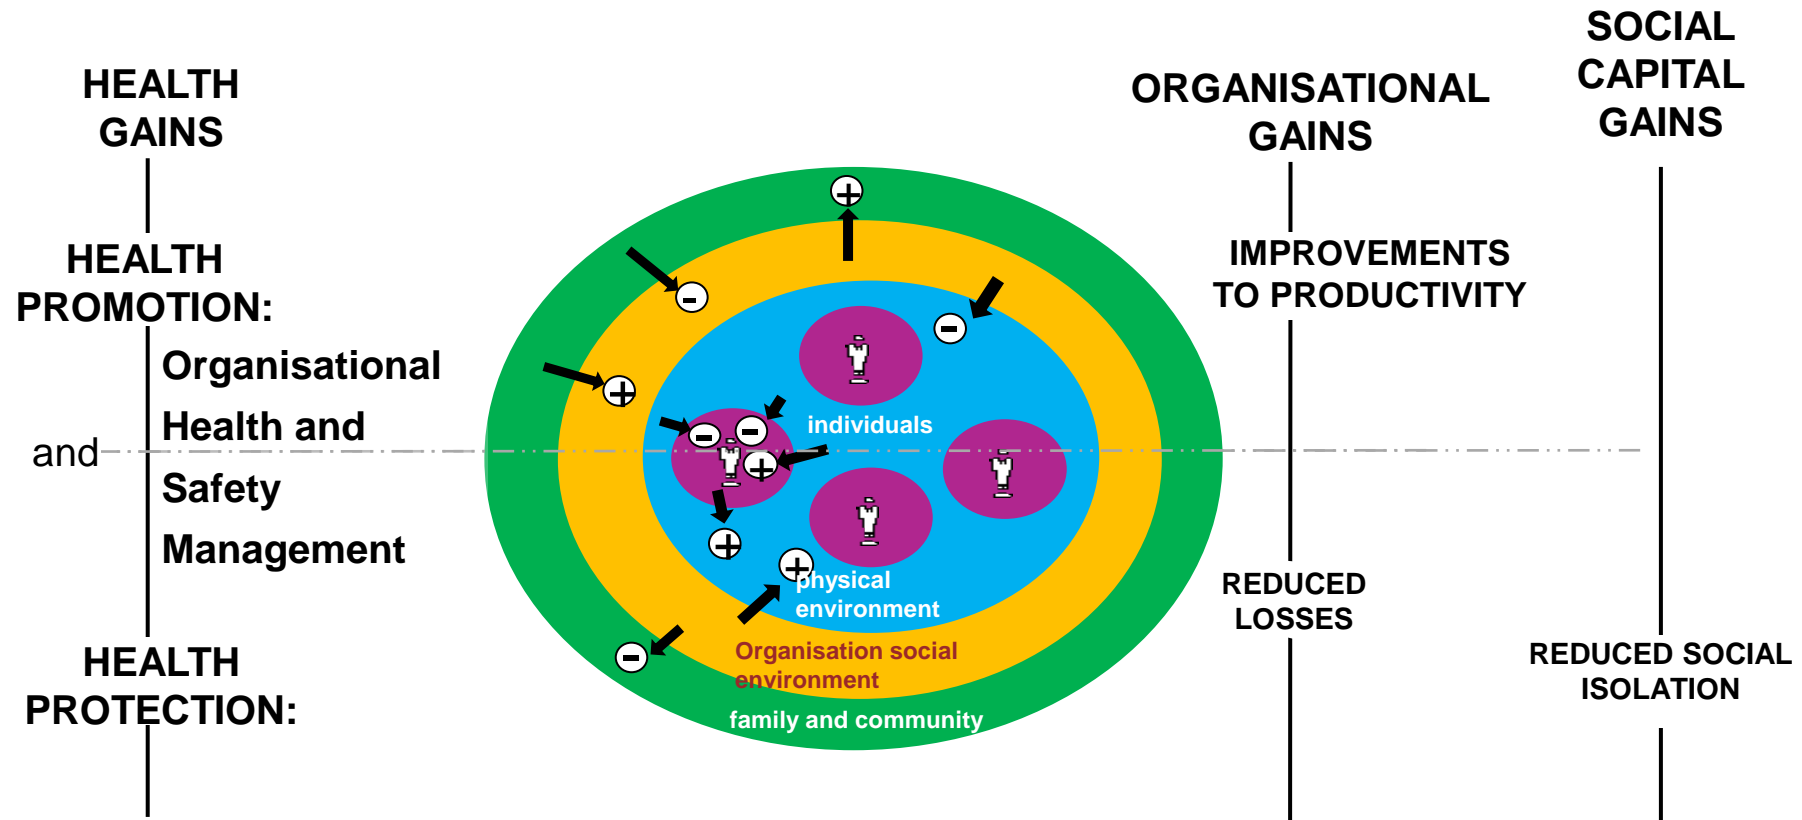 HEALTH
GAINS
HEALTH
PROMOTION:
Organisational
Health and
and
Safety
Management
HEALTH
PROTECTION:
+
-
-
+
individuals
-
-
+
+
+
physical
environment
-
Organisation social
environment
family and community
ORGANISATIONAL
GAINS
IMPROVEMENTS
TO PRODUCTIVITY
REDUCED
LOSSES
SOCIAL
CAPITAL
GAINS
REDUCED SOCIAL
ISOLATION